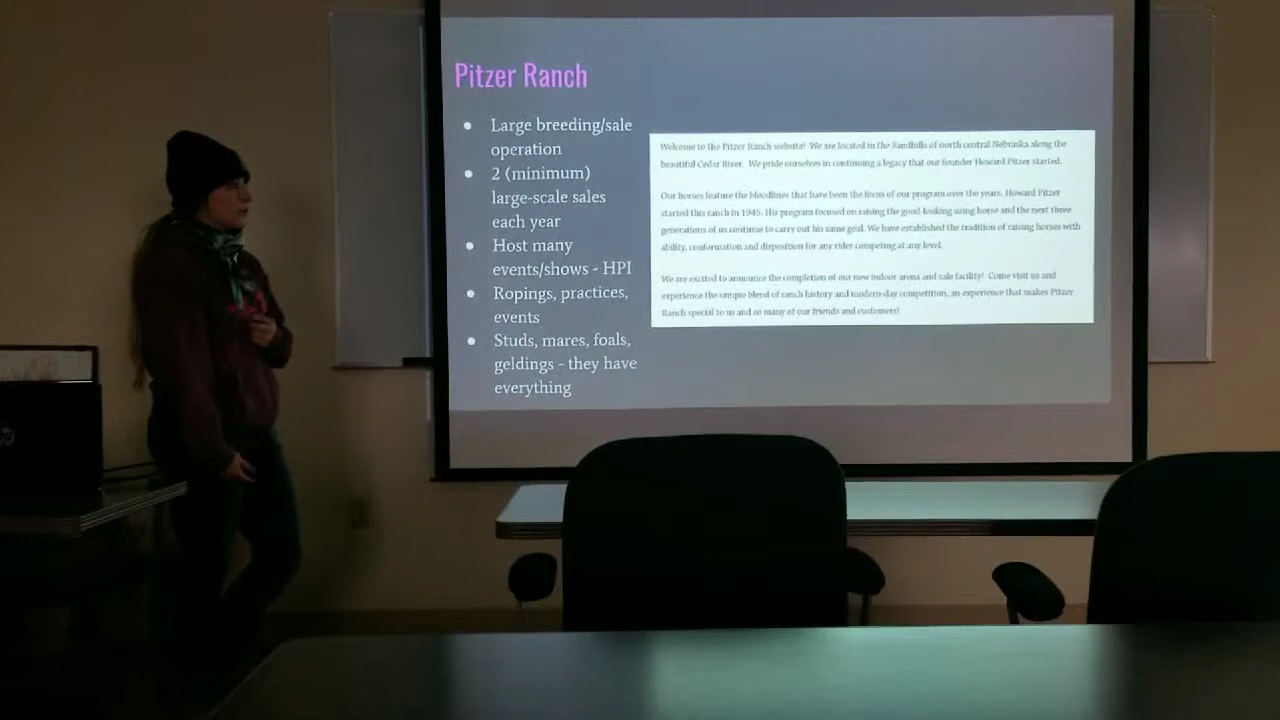 Pitzer Ranch
● Large breeding/sale
operation
● 2 (minimum)
large-scale sales
each year
● Host many
events/shows - HPI
● Ropings, practices,
events
● Studs, mares, foals,
geldings - they have
everything
Welcome to the Pitzer Ranch website! We are located in the Sandhills of north central Nebraska along the
beautiful Cedar River. We pride ourselves in continuing a legacy that our founder Howard Pitzer started.
Our horses feature the bloodlines that have been the focus of our program over the years. Howard Pitzer
started this ranch in 1945. His program focused on raising the good-looking using horse and the next three
generations of us continue to carry out his same goal. We have established the tradition of raising horses with
ability, conformation and disposition for any rider competing at any level.
We are excited to announce the completion of our new indoor arena and sale facility! Come visit us and
experience the unique blend of ranch history and modern-day competition, an experience that makes Pitzer
Ranch special to us and so many of our friends and customers!
hp